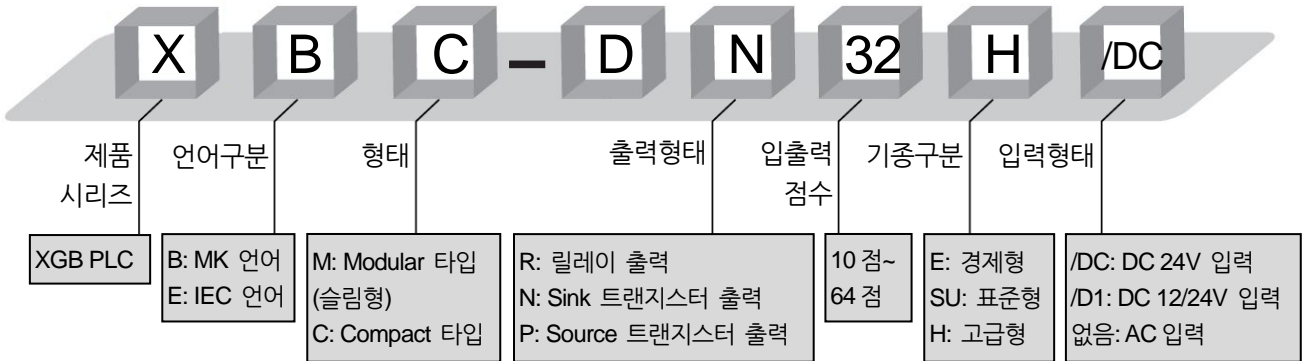 X B C – D N 32 H /DC
제품
시리즈
언어구분
형태
출력형태
입출력
점수
기종구분
입력형태
XGB PLC
B: MK 언어
E: IEC 언어
M: Modular 타입
(슬림형)
C: Compact 타입
R: 릴레이 출력
N: Sink 트랜지스터 출력
P: Source 트랜지스터 출력
10 점~
64 점
E: 경제형
SU: 표준형
H: 고급형
/DC: DC 24V 입력
/D1: DC 12/24V 입력
없음: AC 입력